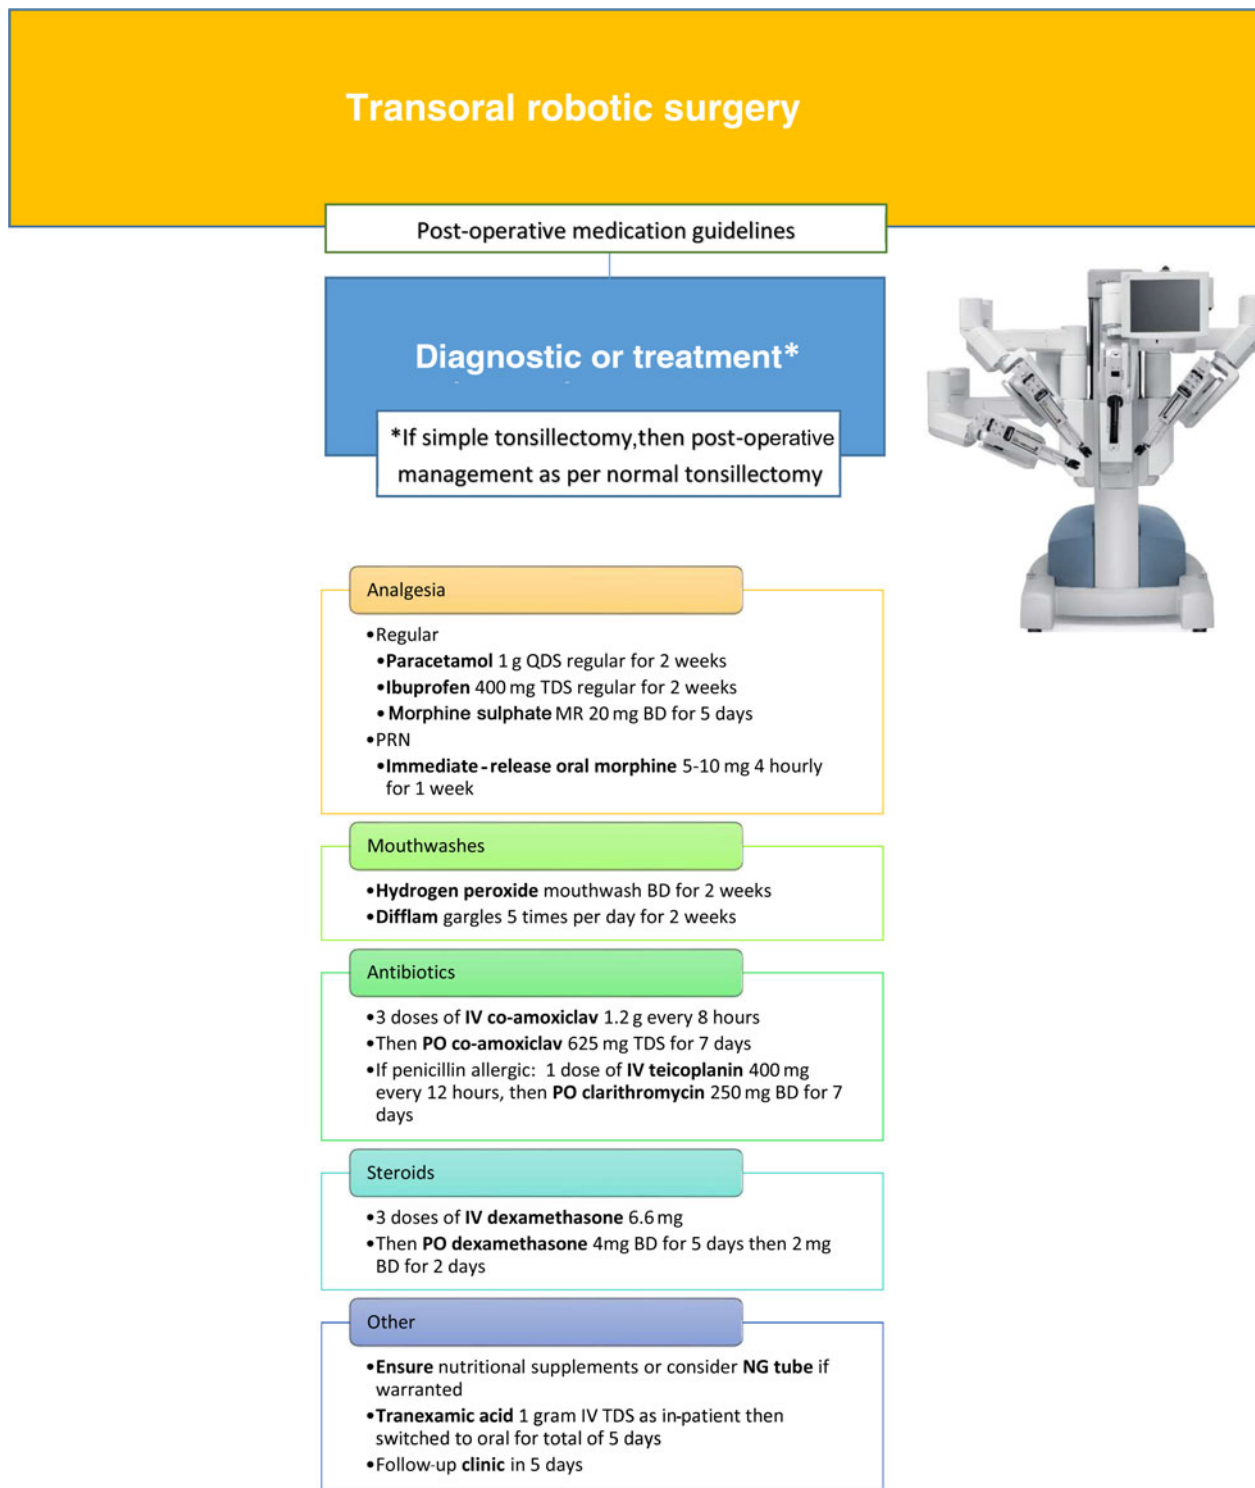 Transoral robotic surgery
Post-operative medication guidelines
Diagnostic or treatment*
*If simple tonsillectomy,then post-operative
management as per normal tonsillectomy
Analgesia
•Regular
•Paracetamol 1 g QDS regular for 2 weeks
•Ibuprofen 400 mg TDS regular for 2 weeks
•Morphine sulphate MR 20 mg BD for 5 days
•PRN
•Immediate-release oral morphine 5-10 mg 4 hourly
for 1 week
Mouthwashes
•Hydrogen peroxide mouthwash BD for 2 weeks
•Difflam gargles 5 times per day for 2 weeks
Antibiotics
•3 doses of IV co-amoxiclav 1.2 g every 8 hours
•Then PO co-amoxiclav 625 mg TDS for 7 days
•If penicillin allergic: 1 dose of IV teicoplanin 400 mg
every 12 hours, then PO clarithromycin 250 mg BD for 7
days
Steroids
•3 doses of IV dexamethasone 6.6 mg
•Then PO dexamethasone 4mg BD for 5 days then 2 mg
BD for 2 days
Other
•Ensure nutritional supplements or consider NG tube if
warranted
•Tranexamic acid 1 gram IV TDS as in-patient then
switched to oral for total of 5 days
•Follow-up clinic in 5 days